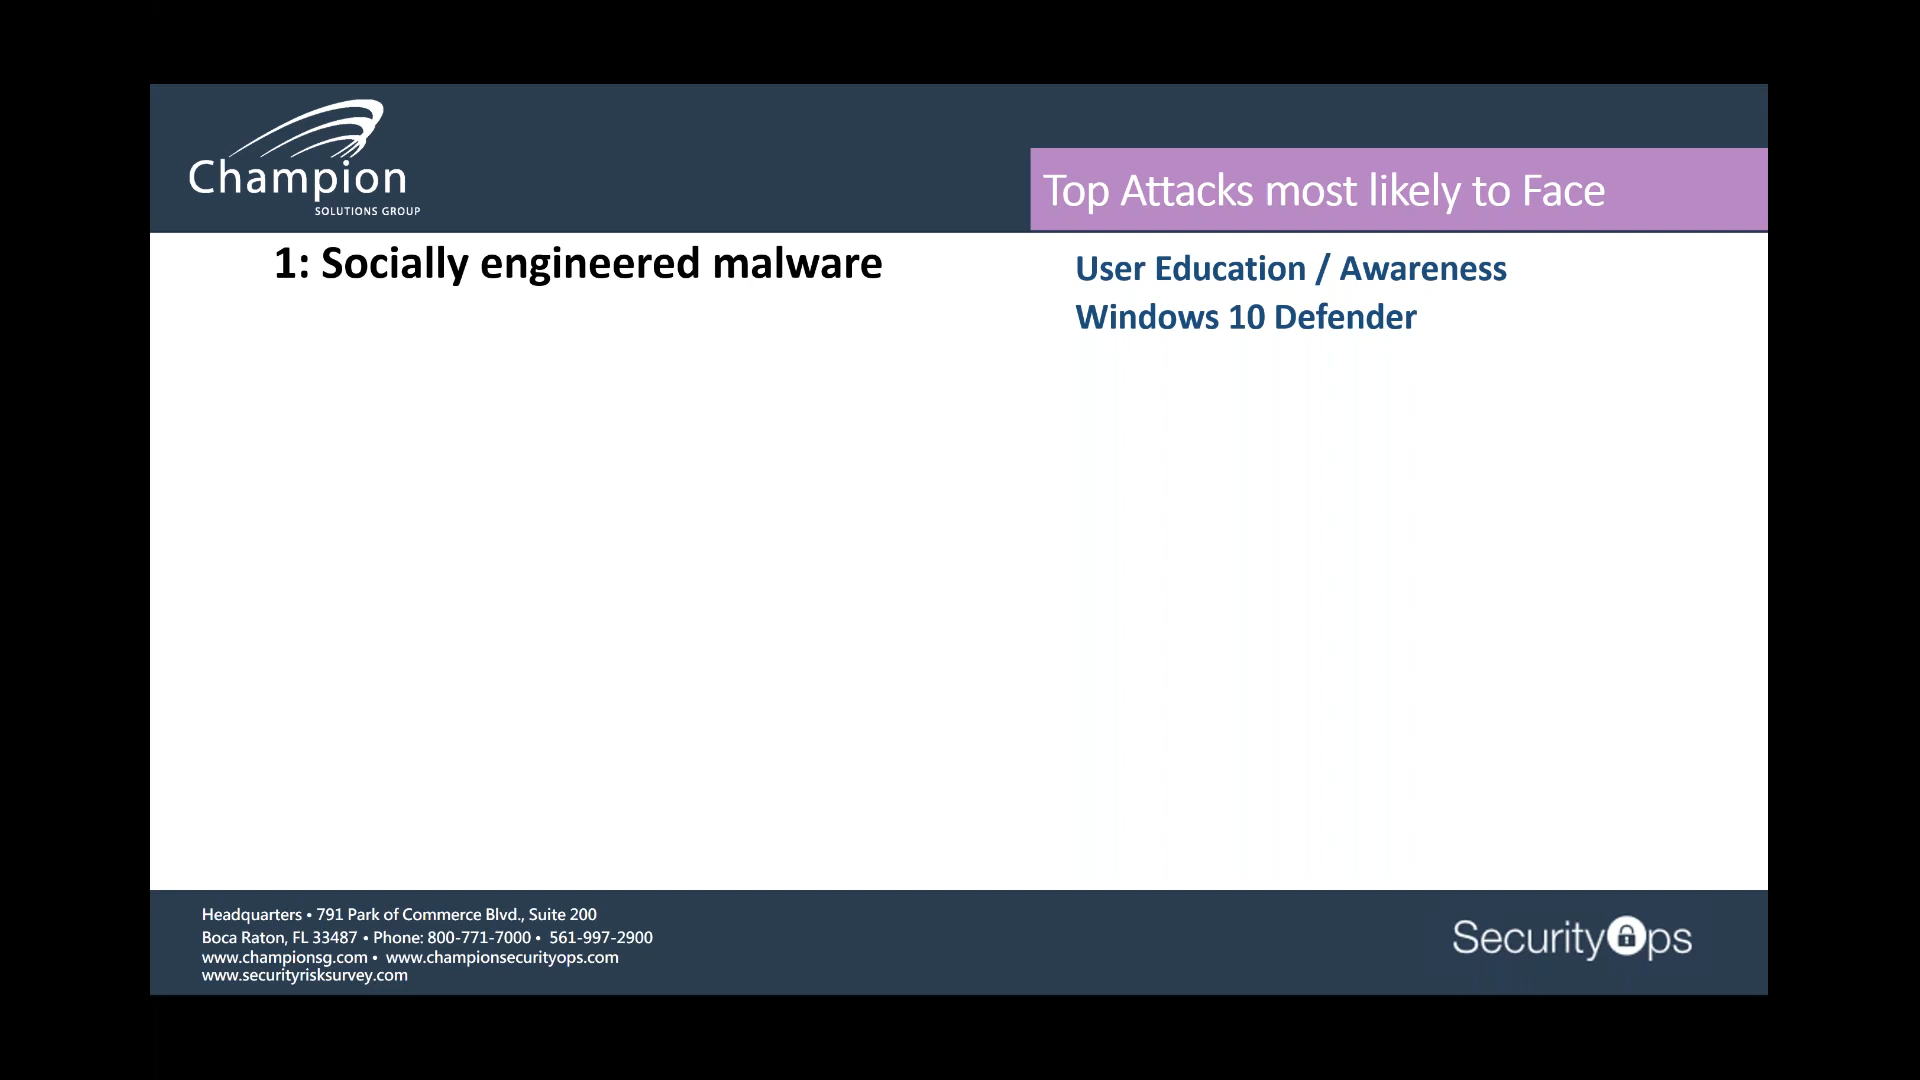 Champion
SOLUTIONS GROUP
Top Attacks most likely to Face
1: Socially engineered malware
User Education / Awareness
Windows 10 Defender
Headquarters • 791 Park of Commerce Blvd., Suite 200
Boca Raton, FL 33487 • Phone: 800-771-7000 • 561-997-2900
www.championsg.com • www.championsecurityops.com
www.securityrisksurvey.com
SecurityOps